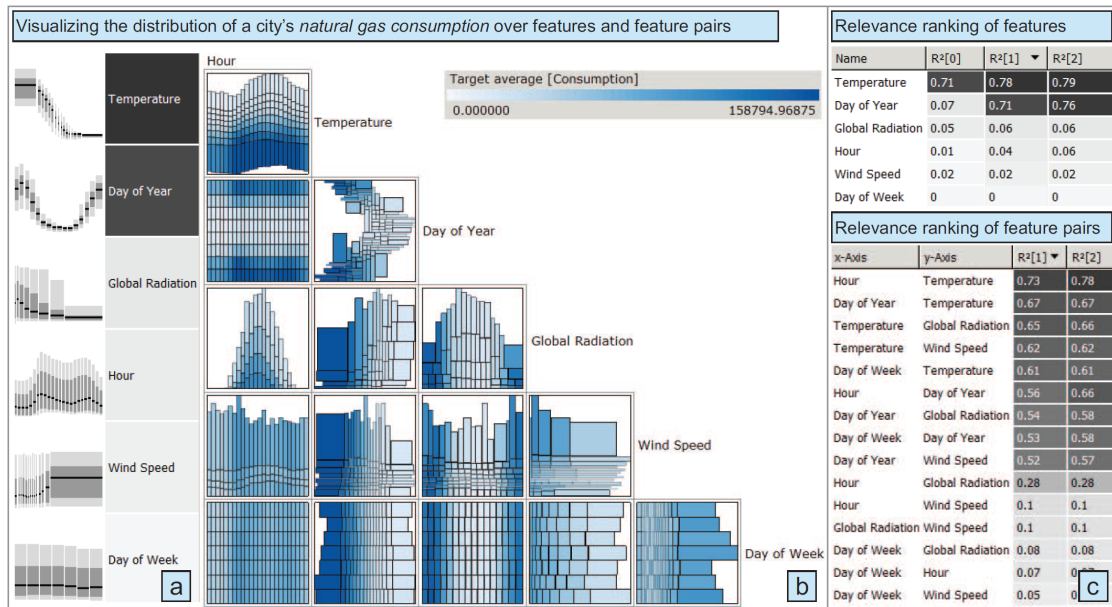 Visualizing the distribution of a city's natural gas consumption over features and feature pairs
Temperature
Day of Year
Global Radiation
Hour
Wind Speed
Day of Week
a
Hour
Target average [Consumption]
0.000000 158794.96875
Temperature
Day of Year
Global Radiation
Wind Speed
Day of Week
b
Relevance ranking of features
Name R²[0] R²[1] R²[2]
Temperature 0.71 0.78 0.79
Day of Year 0.07 0.71 0.76
Global Radiation 0.05 0.06 0.06
Hour 0.01 0.04 0.06
Wind Speed 0.02 0.02 0.02
Day of Week 0 0 0
Relevance ranking of feature pairs
x-Axis y-Axis R²[1] R²[2]
Hour Temperature 0.73 0.78
Day of Year Temperature 0.67 0.67
Temperature Global Radiation 0.65 0.66
Temperature Wind Speed 0.62 0.62
Day of Week Temperature 0.61 0.61
Hour Day of Year 0.56 0.66
Day of Year Global Radiation 0.54 0.58
Day of Week Day of Year 0.53 0.58
Day of Year Wind Speed 0.52 0.57
Hour Global Radiation 0.28 0.28
Hour Wind Speed 0.1 0.1
Global Radiation Wind Speed 0.1 0.1
Day of Week Global Radiation 0.08 0.08
Day of Week Hour 0.07
Day of Week Wind Speed 0.05
c